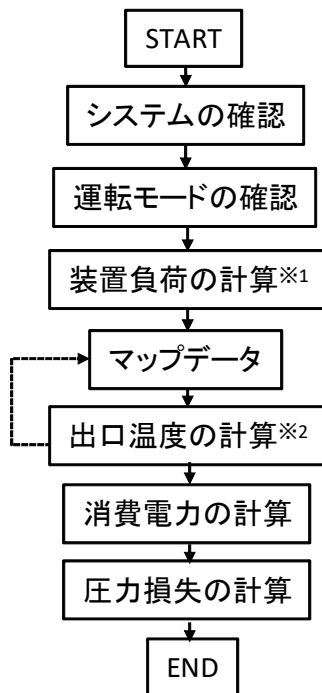 START
システムの確認
運転モードの確認
装置負荷の計算※1
マップデータ
出口温度の計算※2
消費電力の計算
圧力損失の計算
END